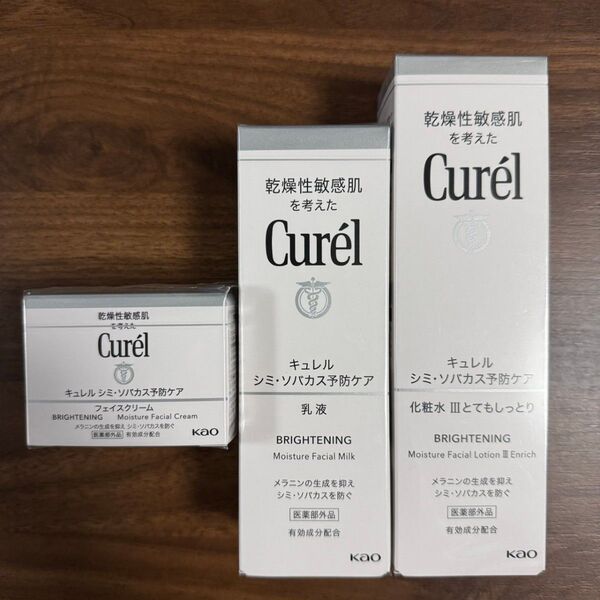 乾燥性敏感肌
を考えた
Curél
キュレル シミ・ソバカス予防ケア
フェイスクリーム
BRIGHTENING Moisture Facial Cream
メラニンの生成を抑え シミ・ソバカスを防ぐ
医薬部外品 有効成分配合
Kao
乾燥性敏感肌
を考えた
Curél
キュレル
シミ・ソバカス予防ケア
乳液
BRIGHTENING
Moisture Facial Milk
メラニンの生成を抑え
シミ・ソバカスを防ぐ
医薬部外品
有効成分配合
Kao
乾燥性敏感肌
を考えた
Curél
キュレル
シミ・ソバカス予防ケア
化粧水 IIIとてもしっとり
BRIGHTENING
Moisture Facial Lotion III Enrich
メラニンの生成を抑え
シミ・ソバカスを防ぐ
医薬部外品
有効成分配合
Kao